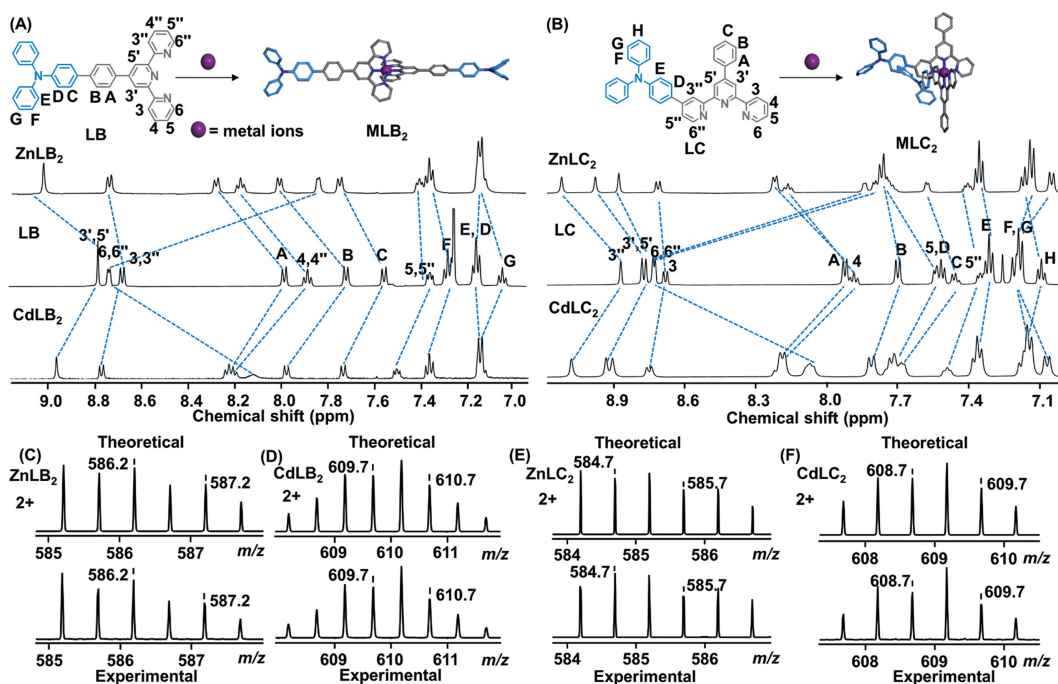 (A)
4''
3''
5''
6''
N
5'
N
N
N
3'
E
D
C
B
A
G
F
3
6
4
5
LB
= metal ions
MLB2
ZnLB2
LB
3' 5'
6,6''
3,3''
A
4,4''
B
C
5,5''
F
E, D
G
CdLB2
9.0 8.8 8.6 8.4 8.2 8.0 7.8 7.6 7.4 7.2 7.0
Chemical shift (ppm)
(B)
H
G
F
N
E
D
C
B
A
5'
3'
3''
3
4
5''
N
N
N
5
6''
6
LC
MLC2
ZnLC2
LC
3''
3'
5'
6, 6''
3
A
4
B
5,D
C
5''
E
F, G
H
CdLC2
8.9 8.6 8.3 8.0 7.7 7.4 7.1
Chemical shift (ppm)
(C)
Theoretical
ZnLB2
2+
586.2
587.2
585 586 587 m/z
586.2
587.2
585 586 587 m/z
Experimental
(D)
Theoretical
CdLB2
2+
609.7
610.7
609 610 611 m/z
609.7
610.7
609 610 611 m/z
Experimental
(E)
Theoretical
ZnLC2
2+
584.7
585.7
584 585 586 m/z
584.7
585.7
584 585 586 m/z
Experimental
(F)
Theoretical
CdLC2
2+
608.7
609.7
608 609 610 m/z
608.7
609.7
608 609 610 m/z
Experimental